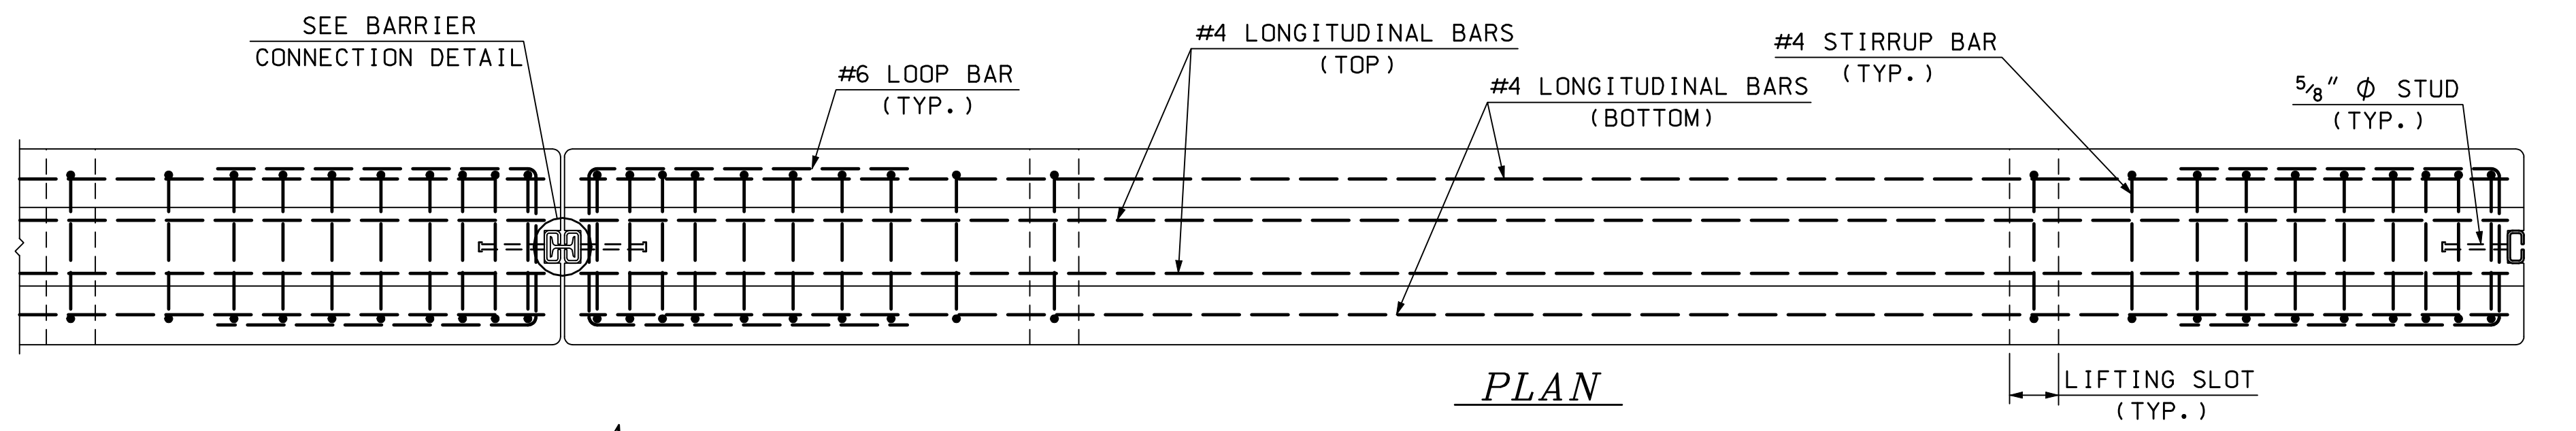 SEE BARRIER
CONNECTION DETAIL
#6 LOOP BAR
(TYP.)
#4 LONGITUDINAL BARS
(TOP)
#4 LONGITUDINAL BARS
(BOTTOM)
#4 STIRRUP BAR
(TYP.)
5/8" Ø STUD
(TYP.)
PLAN
LIFTING SLOT
(TYP.)